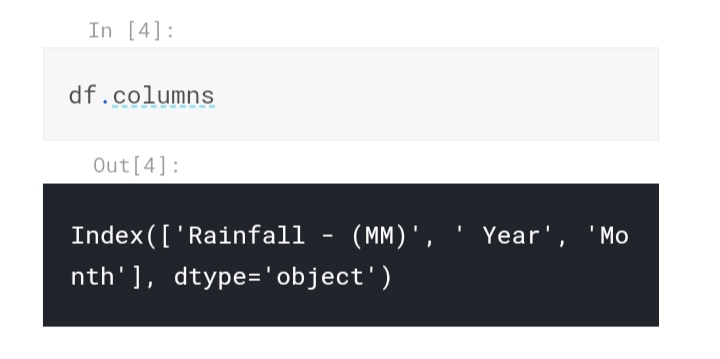 In [4]:
df.columns
Out[4]:
Index(['Rainfall - (MM)', ' Year', 'Mo
nth'], dtype='object')